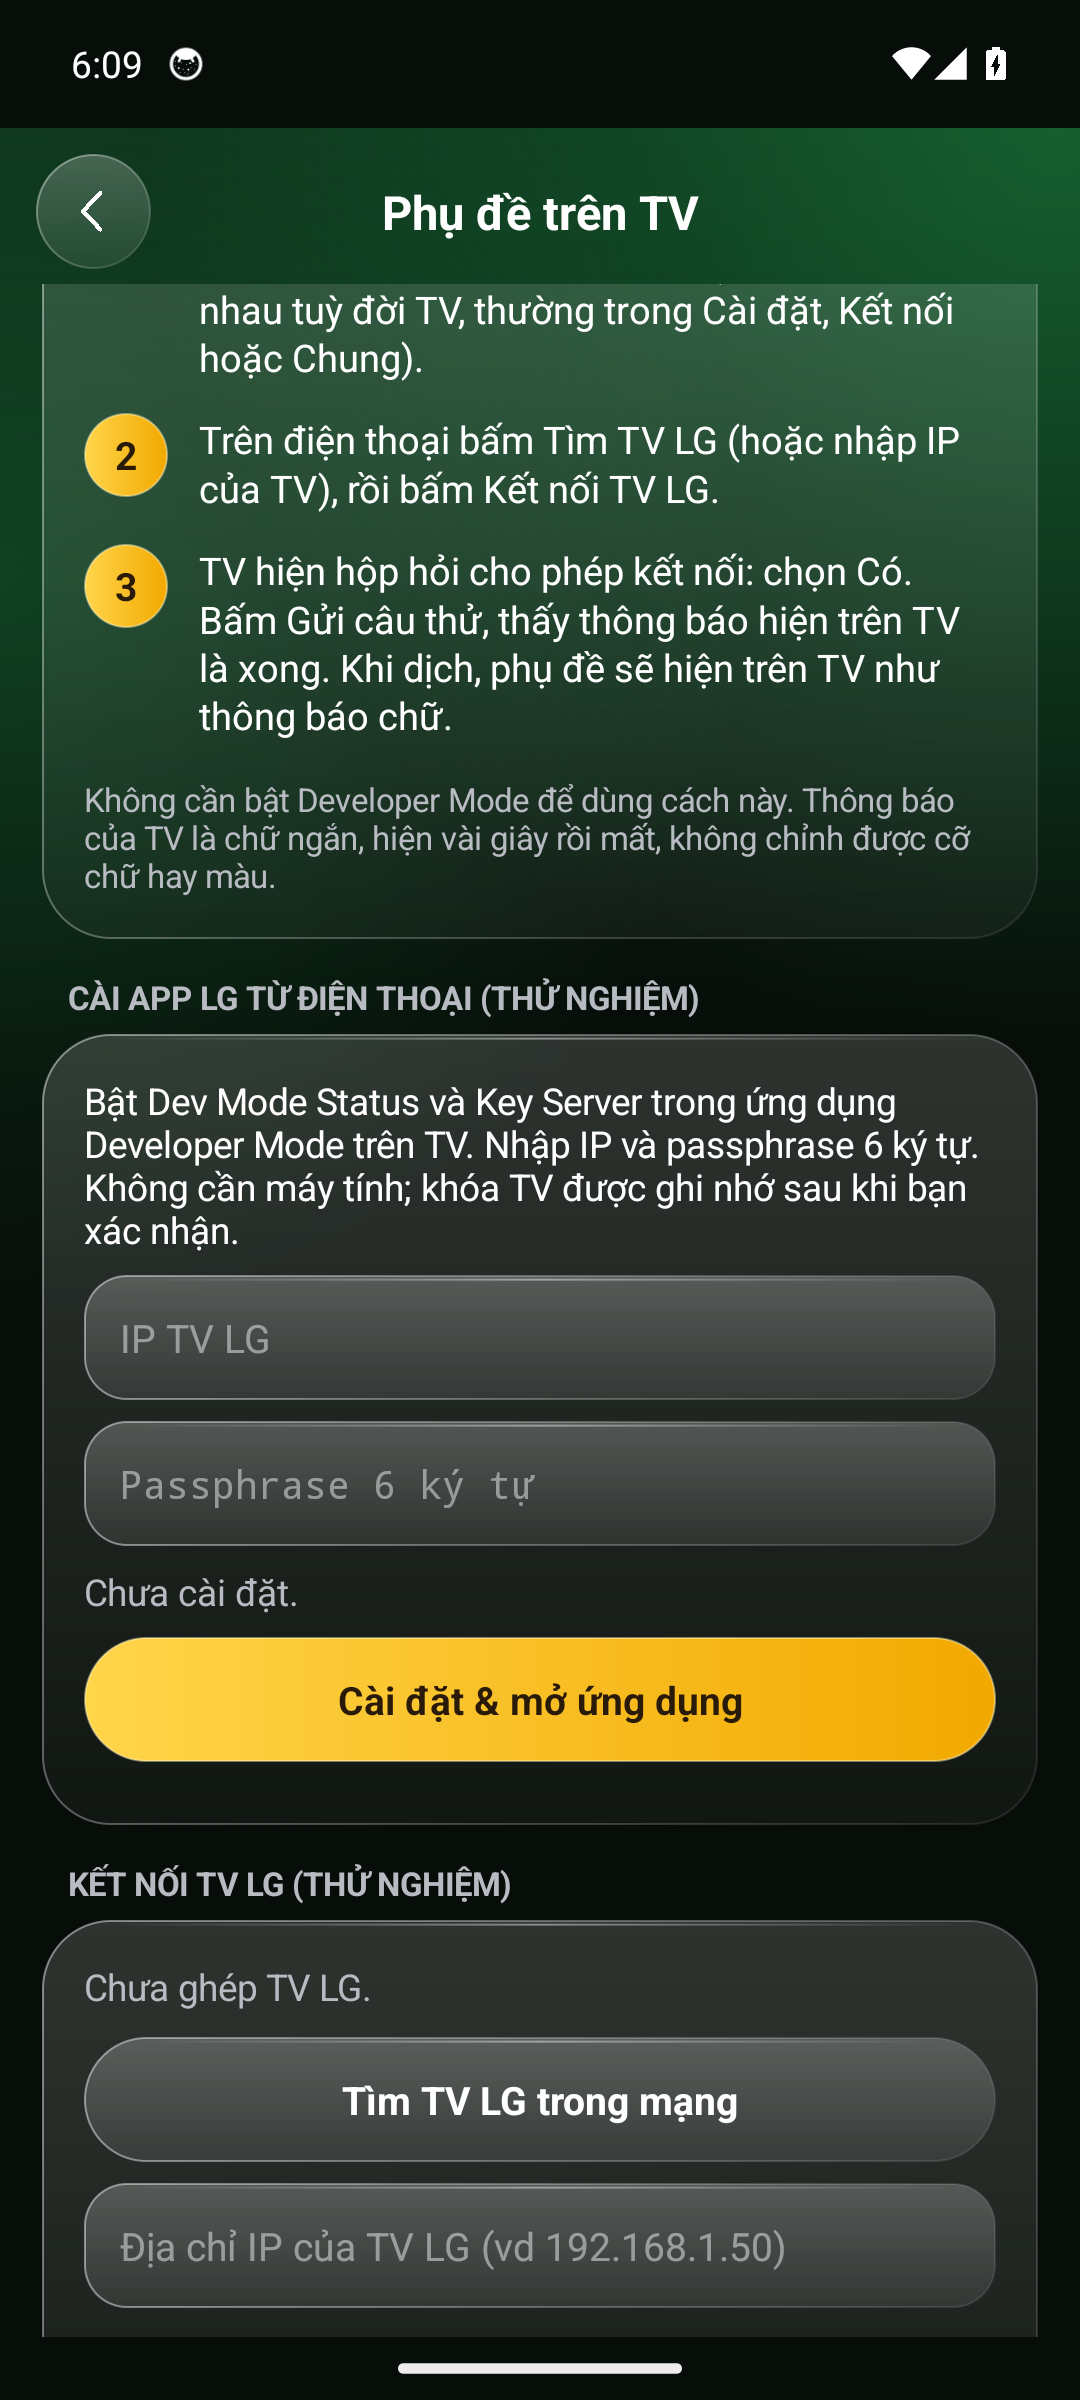 6:09
Phụ đề trên TV
nhau tuỳ đời TV, thường trong Cài đặt, Kết nối
hoặc Chung).
2
Trên điện thoại bấm Tìm TV LG (hoặc nhập IP
của TV), rồi bấm Kết nối TV LG.
3
TV hiện hộp hỏi cho phép kết nối: chọn Có.
Bấm Gửi câu thử, thấy thông báo hiện trên TV
là xong. Khi dịch, phụ đề sẽ hiện trên TV như
thông báo chữ.
Không cần bật Developer Mode để dùng cách này. Thông báo
của TV là chữ ngắn, hiện vài giây rồi mất, không chỉnh được cỡ
chữ hay màu.
CÀI APP LG TỪ ĐIỆN THOẠI (THỬ NGHIỆM)
Bật Dev Mode Status và Key Server trong ứng dụng
Developer Mode trên TV. Nhập IP và passphrase 6 ký tự.
Không cần máy tính; khóa TV được ghi nhớ sau khi bạn
xác nhận.
IP TV LG
Passphrase 6 ký tự
Chưa cài đặt.
Cài đặt & mở ứng dụng
KẾT NỐI TV LG (THỬ NGHIỆM)
Chưa ghép TV LG.
Tìm TV LG trong mạng
Địa chỉ IP của TV LG (vd 192.168.1.50)